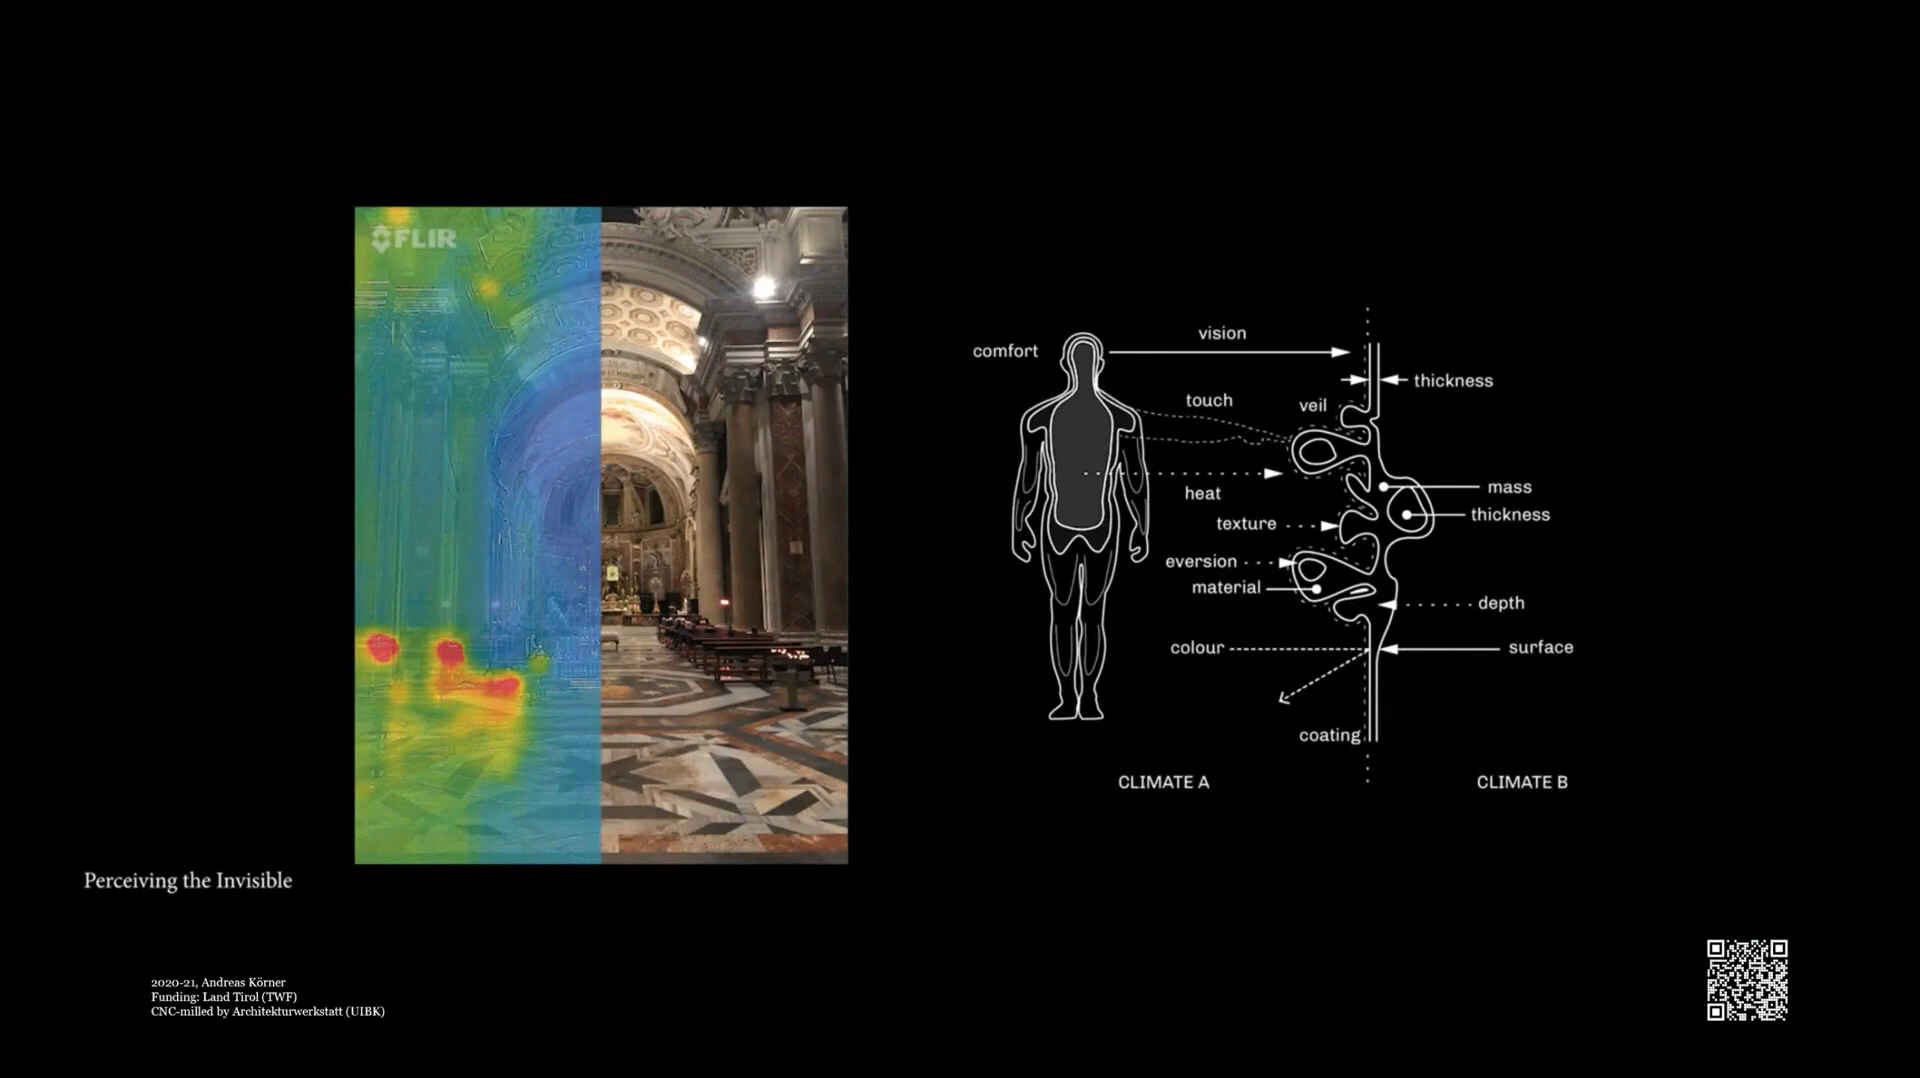 FLIR
comfort
vision
thickness
touch
veil
heat
mass
thickness
texture
eversion
material
depth
colour
surface
coating
CLIMATE A
CLIMATE B
Perceiving the Invisible
2020-21, Andreas Körner
Funding: Land Tirol (TWF)
CNC-milled by Architekturwerkstatt (UIBK)